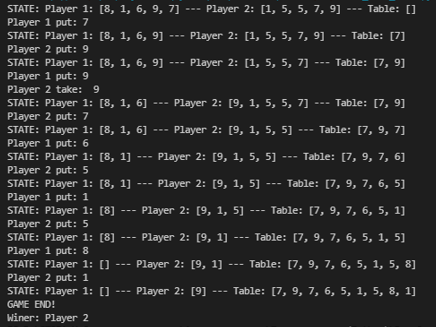 STATE: Player 1: [8, 1, 6, 9, 7] --- Player 2: [1, 5, 5, 7, 9] --- Table: []
Player 1 put: 7
STATE: Player 1: [8, 1, 6, 9] --- Player 2: [1, 5, 5, 7, 9] --- Table: [7]
Player 2 put: 9
STATE: Player 1: [8, 1, 6, 9] --- Player 2: [1, 5, 5, 7] --- Table: [7, 9]
Player 1 put: 9
Player 2 take:  9
STATE: Player 1: [8, 1, 6] --- Player 2: [9, 1, 5, 5, 7] --- Table: [7, 9]
Player 2 put: 7
STATE: Player 1: [8, 1, 6] --- Player 2: [9, 1, 5, 5] --- Table: [7, 9, 7]
Player 1 put: 6
STATE: Player 1: [8, 1] --- Player 2: [9, 1, 5, 5] --- Table: [7, 9, 7, 6]
Player 2 put: 5
STATE: Player 1: [8, 1] --- Player 2: [9, 1, 5] --- Table: [7, 9, 7, 6, 5]
Player 1 put: 1
STATE: Player 1: [8] --- Player 2: [9, 1, 5] --- Table: [7, 9, 7, 6, 5, 1]
Player 2 put: 5
STATE: Player 1: [8] --- Player 2: [9, 1] --- Table: [7, 9, 7, 6, 5, 1, 5]
Player 1 put: 8
STATE: Player 1: [] --- Player 2: [9, 1] --- Table: [7, 9, 7, 6, 5, 1, 5, 8]
Player 2 put: 1
STATE: Player 1: [] --- Player 2: [9] --- Table: [7, 9, 7, 6, 5, 1, 5, 8, 1]
GAME END!
Winer: Player 2